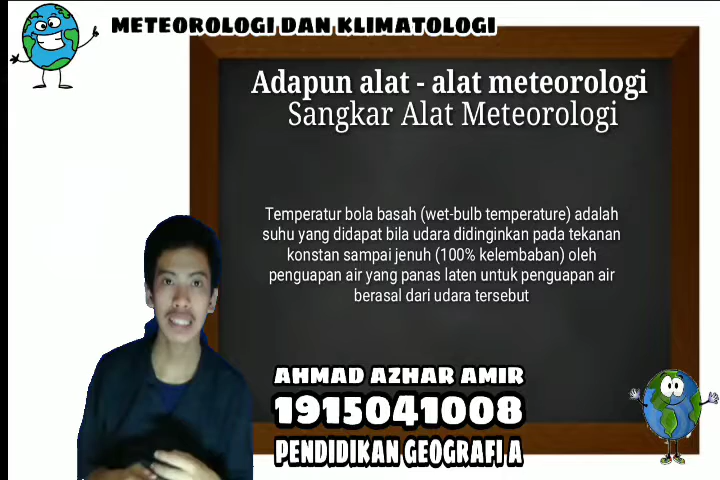 METEOROLOGI DAN KLIMATOLOGI
Adapun alat - alat meteorologi
Sangkar Alat Meteorologi
Temperatur bola basah (wet-bulb temperature) adalah
suhu yang didapat bila udara didinginkan pada tekanan
konstan sampai jenuh (100% kelembaban) oleh
penguapan air yang panas laten untuk penguapan air
berasal dari udara tersebut
AHMAD AZHAR AMIR
1915041008
PENDIDIKAN GEOGRAFI A